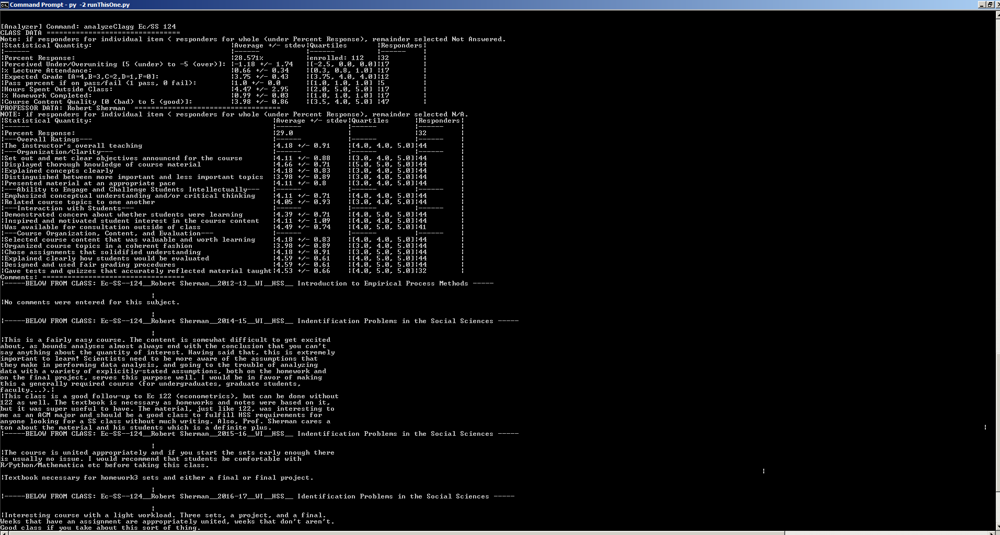 Command Prompt - py  -2 runThisOne.py
[Analyzer] Command: analyzeClagg Ec/SS 124
CLASS DATA ================================
Note: if responders for individual item < responders for whole (under Percent Response), remainder selected Not Answered.
|Statistical Quantity: |Average +/- stdev|Quartiles |Responders|
|------ |------ |------ |------ |
|Percent Response: |28.571% |enrolled: 112 |32 |
|Perceived Under/Overuniting [5 (under) to -5 (over)]: |-1.18 +/- 1.74 |[-2.5, 0.0, 0.0]|17 |
|% Lecture Attendance: |0.66 +/- 0.34 |[0.3, 0.8, 1.0] |17 |
|Expected Grade [A=4,B=3,C=2,D=1,F=0]: |3.75 +/- 0.43 |[3.75, 4.0, 4.0]|12 |
|Pass percent if on pass/fail (1 pass, 0 fail): |1.0 +/- 0.0 |[1.0, 1.0, 1.0] |5 |
|Hours Spent Outside Class: |4.47 +/- 2.95 |[2.0, 5.0, 5.0] |17 |
|% Homework Completed: |0.99 +/- 0.03 |[1.0, 1.0, 1.0] |17 |
|Course Content Quality [0 (bad) to 5 (good)]: |3.98 +/- 0.86 |[3.5, 4.0, 5.0] |47 |
PROFESSOR DATA: Robert Sherman  ===================================
NOTE: if responders for individual item < responders for whole (under Percent Response), remainder selected N/A.
|Statistical Quantity: |Average +/- stdev|Quartiles |Responders|
|------ |------ |------ |------ |
|Percent Response: |29.0 | |32 |
|---Overall Ratings--- |------ |------ |------ |
|The instructor's overall teaching |4.18 +/- 0.91 |[4.0, 4.0, 5.0]|44 |
|---Organization/Clarity--- |------ |------ |------ |
|Set out and met clear objectives announced for the course |4.11 +/- 0.88 |[3.0, 4.0, 5.0]|44 |
|Displayed thorough knowledge of course material |4.66 +/- 0.71 |[5.0, 5.0, 5.0]|44 |
|Explained concepts clearly |4.18 +/- 0.83 |[3.0, 4.0, 5.0]|44 |
|Distinguished between more important and less important topics |3.98 +/- 0.89 |[3.0, 4.0, 5.0]|44 |
|Presented material at an appropriate pace |4.11 +/- 0.8 |[3.0, 4.0, 5.0]|44 |
|---Ability to Engage and Challenge Students Intellectually--- |------ |------ |------ |
|Emphasized conceptual understanding and/or critical thinking |4.11 +/- 0.71 |[4.0, 4.0, 5.0]|44 |
|Related course topics to one another |4.05 +/- 0.93 |[3.0, 4.0, 5.0]|44 |
|---Interaction with Students--- |------ |------ |------ |
|Demonstrated concern about whether students were learning |4.39 +/- 0.71 |[4.0, 5.0, 5.0]|44 |
|Inspired and motivated student interest in the course content |4.11 +/- 1.09 |[4.0, 4.0, 5.0]|44 |
|Was available for consultation outside of class |4.49 +/- 0.74 |[4.0, 5.0, 5.0]|41 |
|---Course Organization, Content, and Evaluation--- |------ |------ |------ |
|Selected course content that was valuable and worth learning |4.18 +/- 0.83 |[4.0, 4.0, 5.0]|44 |
|Organized course topics in a coherent fashion |3.98 +/- 0.89 |[3.0, 4.0, 5.0]|44 |
|Chose assignments that solidified understanding |4.18 +/- 0.91 |[3.0, 5.0, 5.0]|44 |
|Explained clearly how students would be evaluated |4.59 +/- 0.61 |[4.0, 5.0, 5.0]|44 |
|Designed and used fair grading procedures |4.59 +/- 0.61 |[4.0, 5.0, 5.0]|44 |
|Gave tests and quizzes that accurately reflected material taught|4.53 +/- 0.66 |[4.0, 5.0, 5.0]|32 |
Comments: ==================================
|-----BELOW FROM CLASS: Ec-SS--124__Robert Sherman__2012-13__WI__HSS__ Introduction to Empirical Process Methods -----
|
|No comments were entered for this subject.
|
|-----BELOW FROM CLASS: Ec-SS--124__Robert Sherman__2014-15__WI__HSS__ Indentification Problems in the Social Sciences -----
|
|This is a fairly easy course. The content is somewhat difficult to get excited
about, as bounds analyses almost always end with the conclusion that you can't
say anything about the quantity of interest. Having said that, this is extremely
important to learn! Scientists need to be more aware of the assumptions that
they make in performing data analysis, and going to the trouble of analyzing
data with a variety of explicitly-stated assumptions, both on the homework and
on the final project, serves this purpose well. I would be in favor of making
this a generally required course (for undergraduates, graduate students,
faculty...).|
|This class is a good follow-up to Ec 122 (econometrics), but can be done without
122 as well. The textbook is necessary as homeworks and notes were based on it,
but it was super useful to have. The material, just like 122, was interesting to
me as an ACM major and should be a good class to fulfill HSS requirements for
anyone looking for a SS class without much writing. Also, Prof. Sherman cares a
ton about the material and his students which is a definite plus. |
|-----BELOW FROM CLASS: Ec-SS--124__Robert Sherman__2015-16__WI__HSS__ Indentification Problems in the Social Sciences -----
|
|The course is united appropriately and if you start the sets early enough there
is usually no issue. I would recommend that students be comfortable with
R/Python/Mathematica etc before taking this class.
|
|Textbook necessary for homework3 sets and either a final or final project.
|
|-----BELOW FROM CLASS: Ec-SS--124__Robert Sherman__2016-17__WI__HSS__ Identification Problems in the Social Sciences -----
|
|Interesting course with a light workload. Three sets, a project, and a final.
Weeks that have an assignment are appropriately united, weeks that don't aren't.
Good class if you take about this sort of thing.